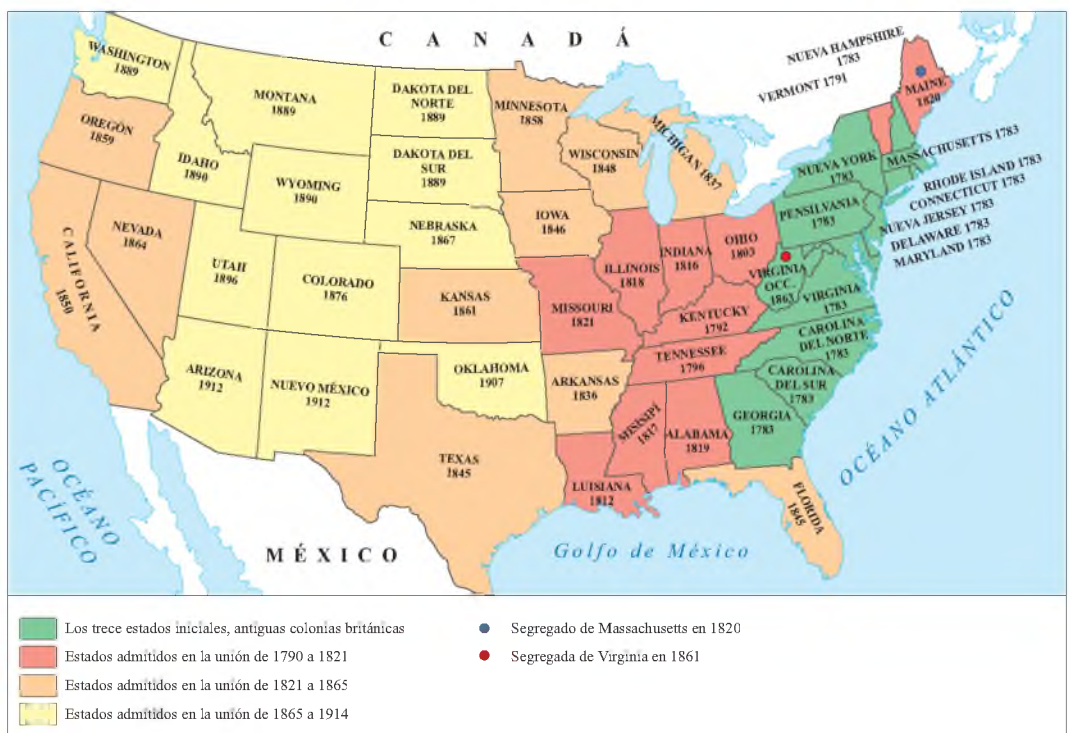 C A N A D Á
NUEVA HAMPSHIRE
1783
VERMONT 1791
WASHINGTON
1889
MONTANA
1889
DAKOTA DEL
NORTE
1889
MINNESOTA
1858
MAINE
1820
OREGÓN
1859
IDAHO
1890
WYOMING
1890
DAKOTA DEL
SUR
1889
WISCONSIN
1848
MICHIGAN 1837
NUEVA YORK
1783
MASSACHUSETTS 1783
RHODE ISLAND 1783
CONNECTICUT 1783
NUEVA JERSEY 1783
DELAWARE 1783
MARYLAND 1783
PENSILVANIA
1783
NEVADA
1864
NEBRASKA
1867
IOWA
1846
CALIFORNIA
1850
UTAH
1896
COLORADO
1876
KANSAS
1861
MISSOURI
1821
ILLINOIS
1818
INDIANA
1816
OHIO
1803
VIRGINIA
OCC.
1863
VIRGINIA
1783
KENTUCKY
1792
CAROLINA
DEL NORTE
1783
TENNESSEE
1796
ARIZONA
1912
NUEVO MÉXICO
1912
OKLAHOMA
1907
ARKANSAS
1836
CAROLINA
DEL SUR
1783
MISISIPÍ
1817
ALABAMA
1819
GEORGIA
1783
TEXAS
1845
LUISIANA
1812
FLORIDA
1845
OCÉANO
PACÍFICO
MÉXICO
Golfo de México
OCÉANO ATLÁNTICO
Los trece estados iniciales, antiguas colonias británicas
Estados admitidos en la unión de 1790 a 1821
Estados admitidos en la unión de 1821 a 1865
Estados admitidos en la unión de 1865 a 1914
Segregado de Massachusetts en 1820
Segregada de Virginia en 1861